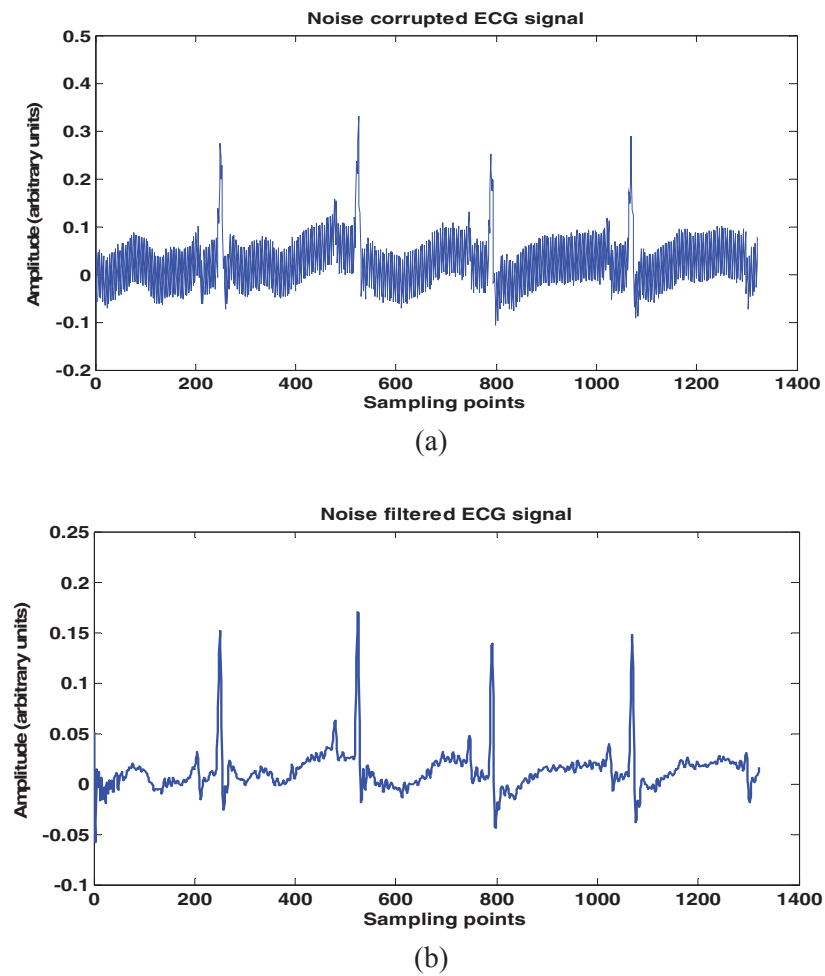 Noise corrupted ECG signal
0.5
0.4
0.3
0.2
0.1
0
-0.1
-0.2
Amplitude (arbitrary units)
0 200 400 600 800 1000 1200 1400
Sampling points
(a)
Noise filtered ECG signal
0.25
0.2
0.15
0.1
0.05
0
-0.05
-0.1
Amplitude (arbitrary units)
0 200 400 600 800 1000 1200 1400
Sampling points
(b)